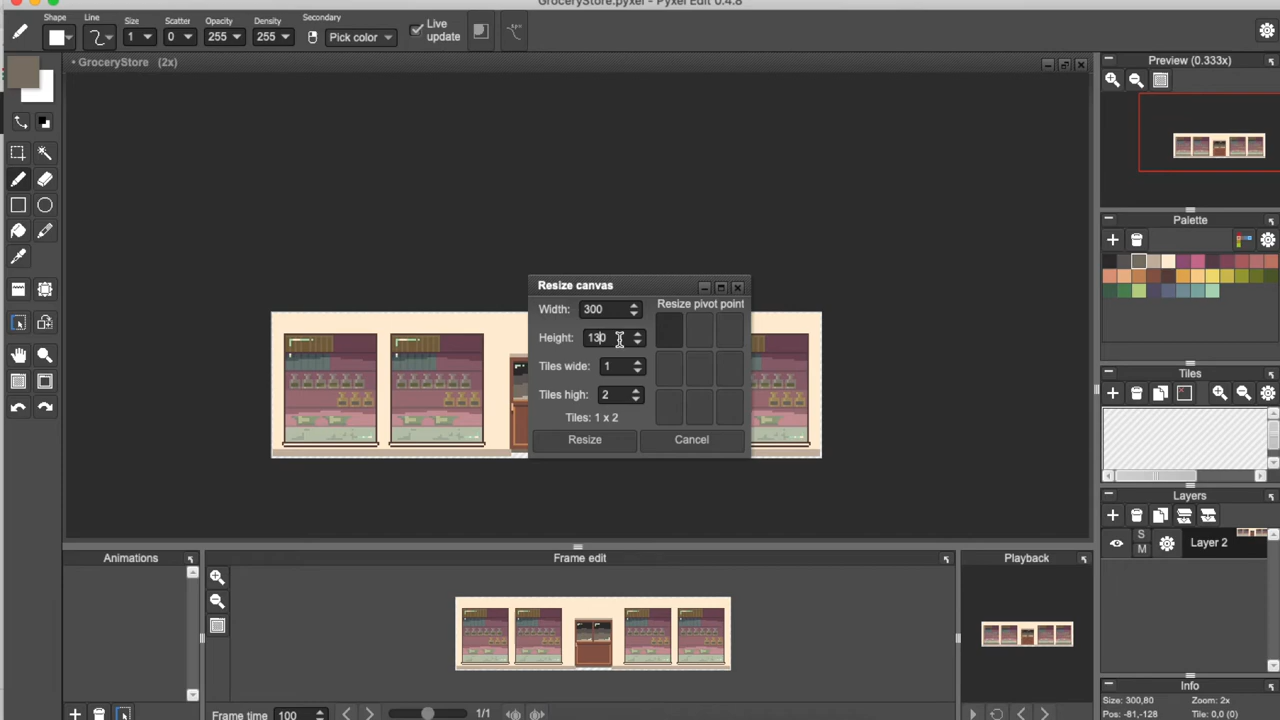 GroceryStore.pyxel - Pyxel Edit 0.4.8
Shape Line Size Scatter Opacity Density Secondary
1 0 255 255 Pick color Live update
• GroceryStore (2x)
Preview (0.333x)
Palette
Resize canvas
Width: 300
Resize pivot point
Height: 130
Tiles wide: 1
Tiles high: 2
Tiles: 1 x 2
Resize Cancel
Tiles
Layers
S
M
Layer 2
Animations
Frame edit
Playback
Info
Size: 300,80 Zoom: 2x
Pos: -81,-128 Tile: 0,0 (0)
Frame time 100 1/1